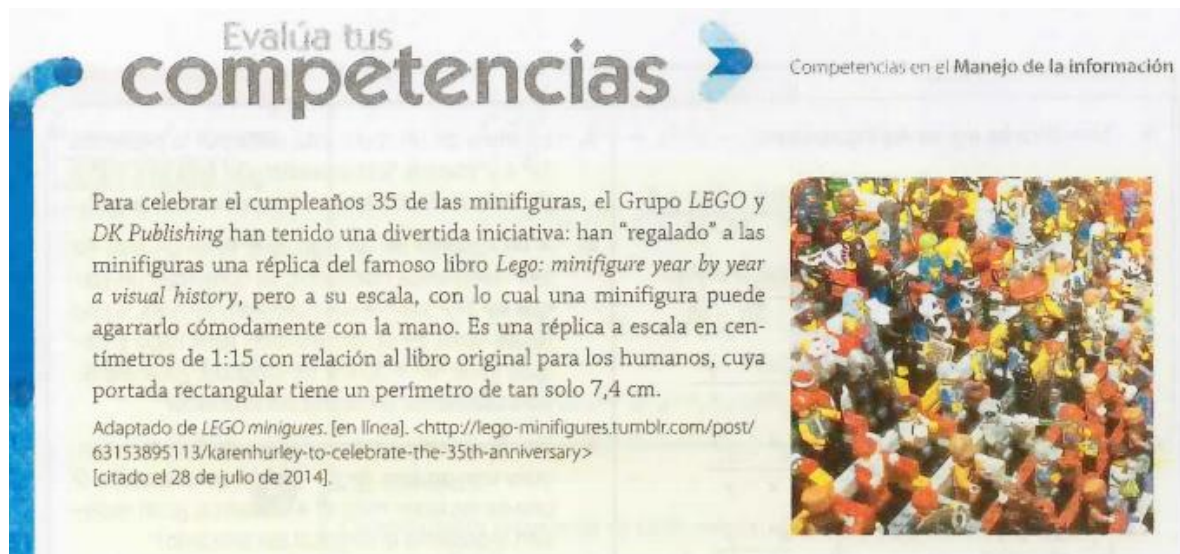 Evalúa tus
competencias
Competencias en el Manejo de la información
Para celebrar el cumpleaños 35 de las minifiguras, el Grupo LEGO y
DK Publishing han tenido una divertida iniciativa: han “regalado” a las
minifiguras una réplica del famoso libro Lego: minifigure year by year
a visual history, pero a su escala, con lo cual una minifigura puede
agarrarlo cómodamente con la mano. Es una réplica a escala en cen-
tímetros de 1:15 con relación al libro original para los humanos, cuya
portada rectangular tiene un perímetro de tan solo 7,4 cm.
Adaptado de LEGO minigures. [en línea]. <http://lego-minifigures.tumblr.com/post/
63153895113/karenhurley-to-celebrate-the-35th-anniversary>
[citado el 28 de julio de 2014].